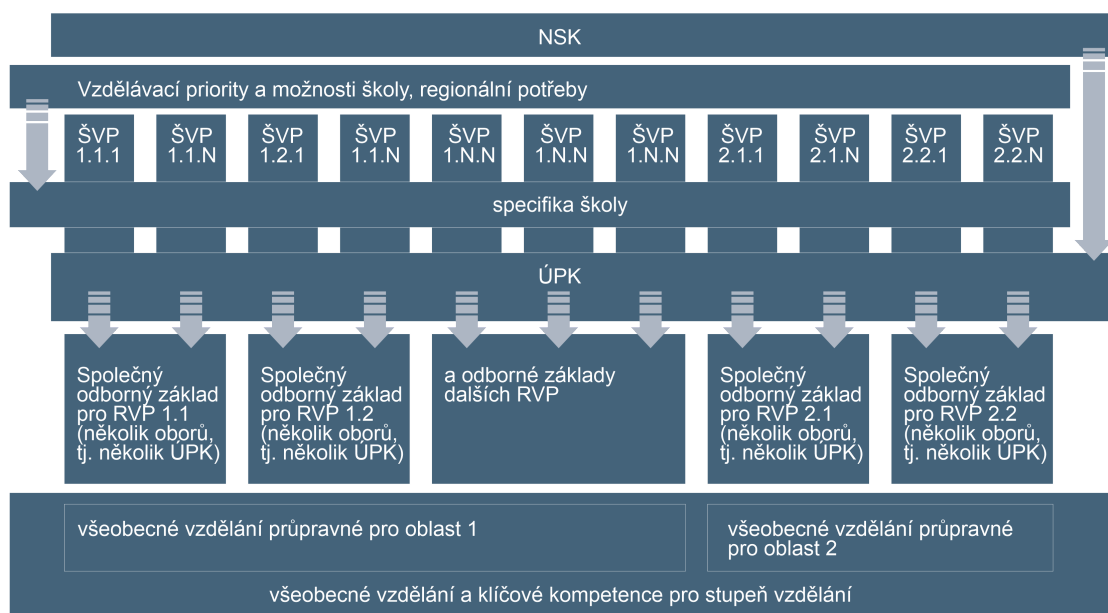 NSK
Vzdělávací priority a možnosti školy, regionální potřeby
ŠVP
1.1.1
ŠVP
1.1.N
ŠVP
1.2.1
ŠVP
1.1.N
ŠVP
1.N.N
ŠVP
1.N.N
ŠVP
1.N.N
ŠVP
2.1.1
ŠVP
2.1.N
ŠVP
2.2.1
ŠVP
2.2.N
specifika školy
ÚPK
Společný
odborný základ
pro RVP 1.1
(několik oborů,
tj. několik ÚPK)
Společný
odborný základ
pro RVP 1.2
(několik oborů,
tj. několik ÚPK)
a odborné základy
dalších RVP
Společný
odborný základ
pro RVP 2.1
(několik oborů,
tj. několik ÚPK)
Společný
odborný základ
pro RVP 2.2
(několik oborů,
tj. několik ÚPK)
všeobecné vzdělání průpravné pro oblast 1
všeobecné vzdělání průpravné
pro oblast 2
všeobecné vzdělání a klíčové kompetence pro stupeň vzdělání